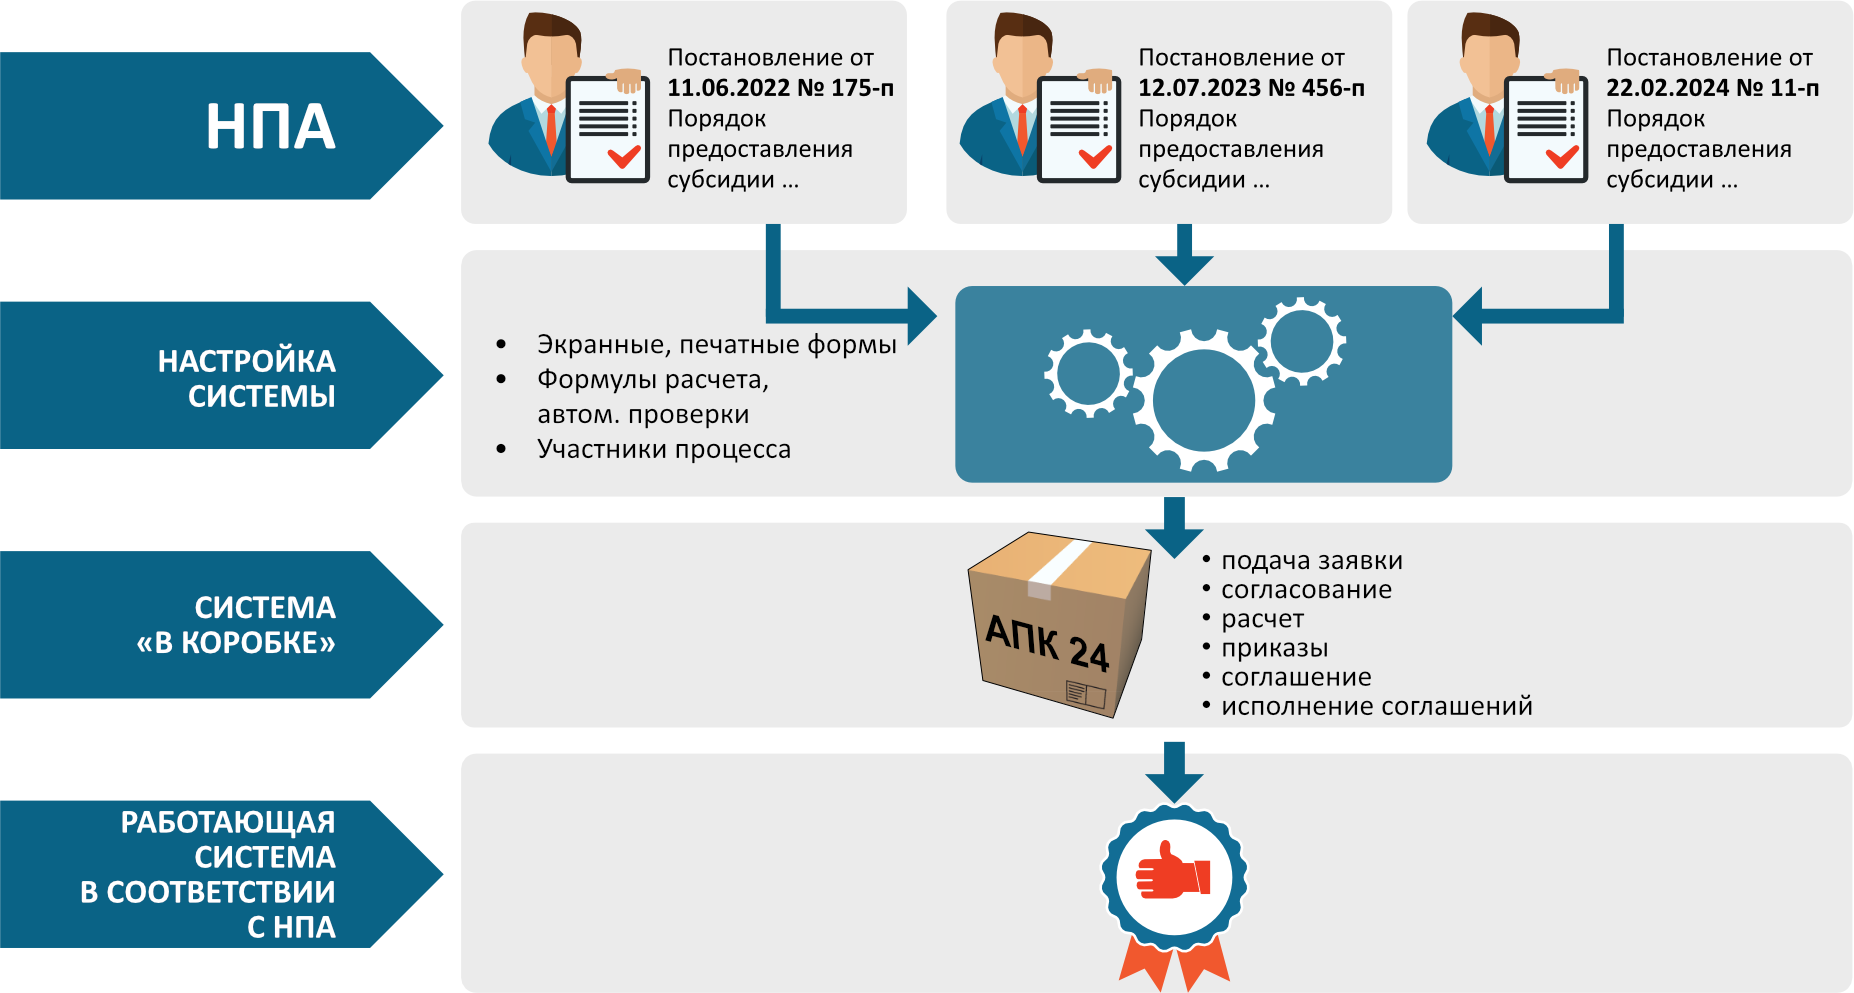 НПА
Постановление от
11.06.2022 № 175-п
Порядок
предоставления
субсидии ...
Постановление от
12.07.2023 № 456-п
Порядок
предоставления
субсидии ...
Постановление от
22.02.2024 № 11-п
Порядок
предоставления
субсидии ...
НАСТРОЙКА
СИСТЕМЫ
• Экранные, печатные формы
• Формулы расчета,
автом. проверки
• Участники процесса
СИСТЕМА
«В КОРОБКЕ»
АПК 24
• подача заявки
• согласование
• расчет
• приказы
• соглашение
• исполнение соглашений
РАБОТАЮЩАЯ
СИСТЕМА
В СООТВЕТСТВИИ
С НПА